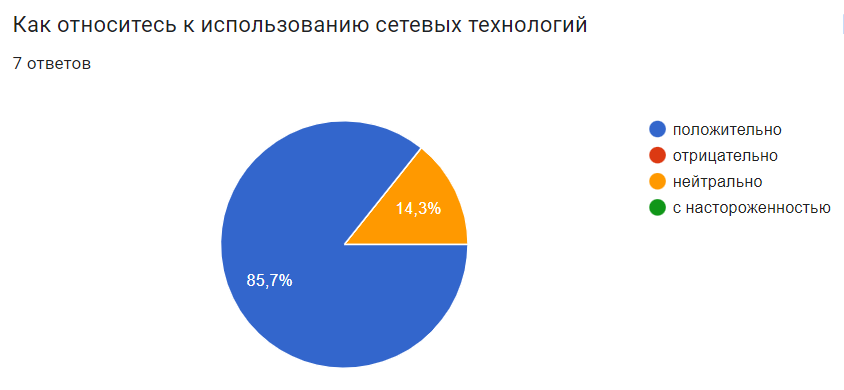 Как относитесь к использованию сетевых технологий
7 ответов
положительно
отрицательно
нейтрально
с настороженностью
14,3%
85,7%